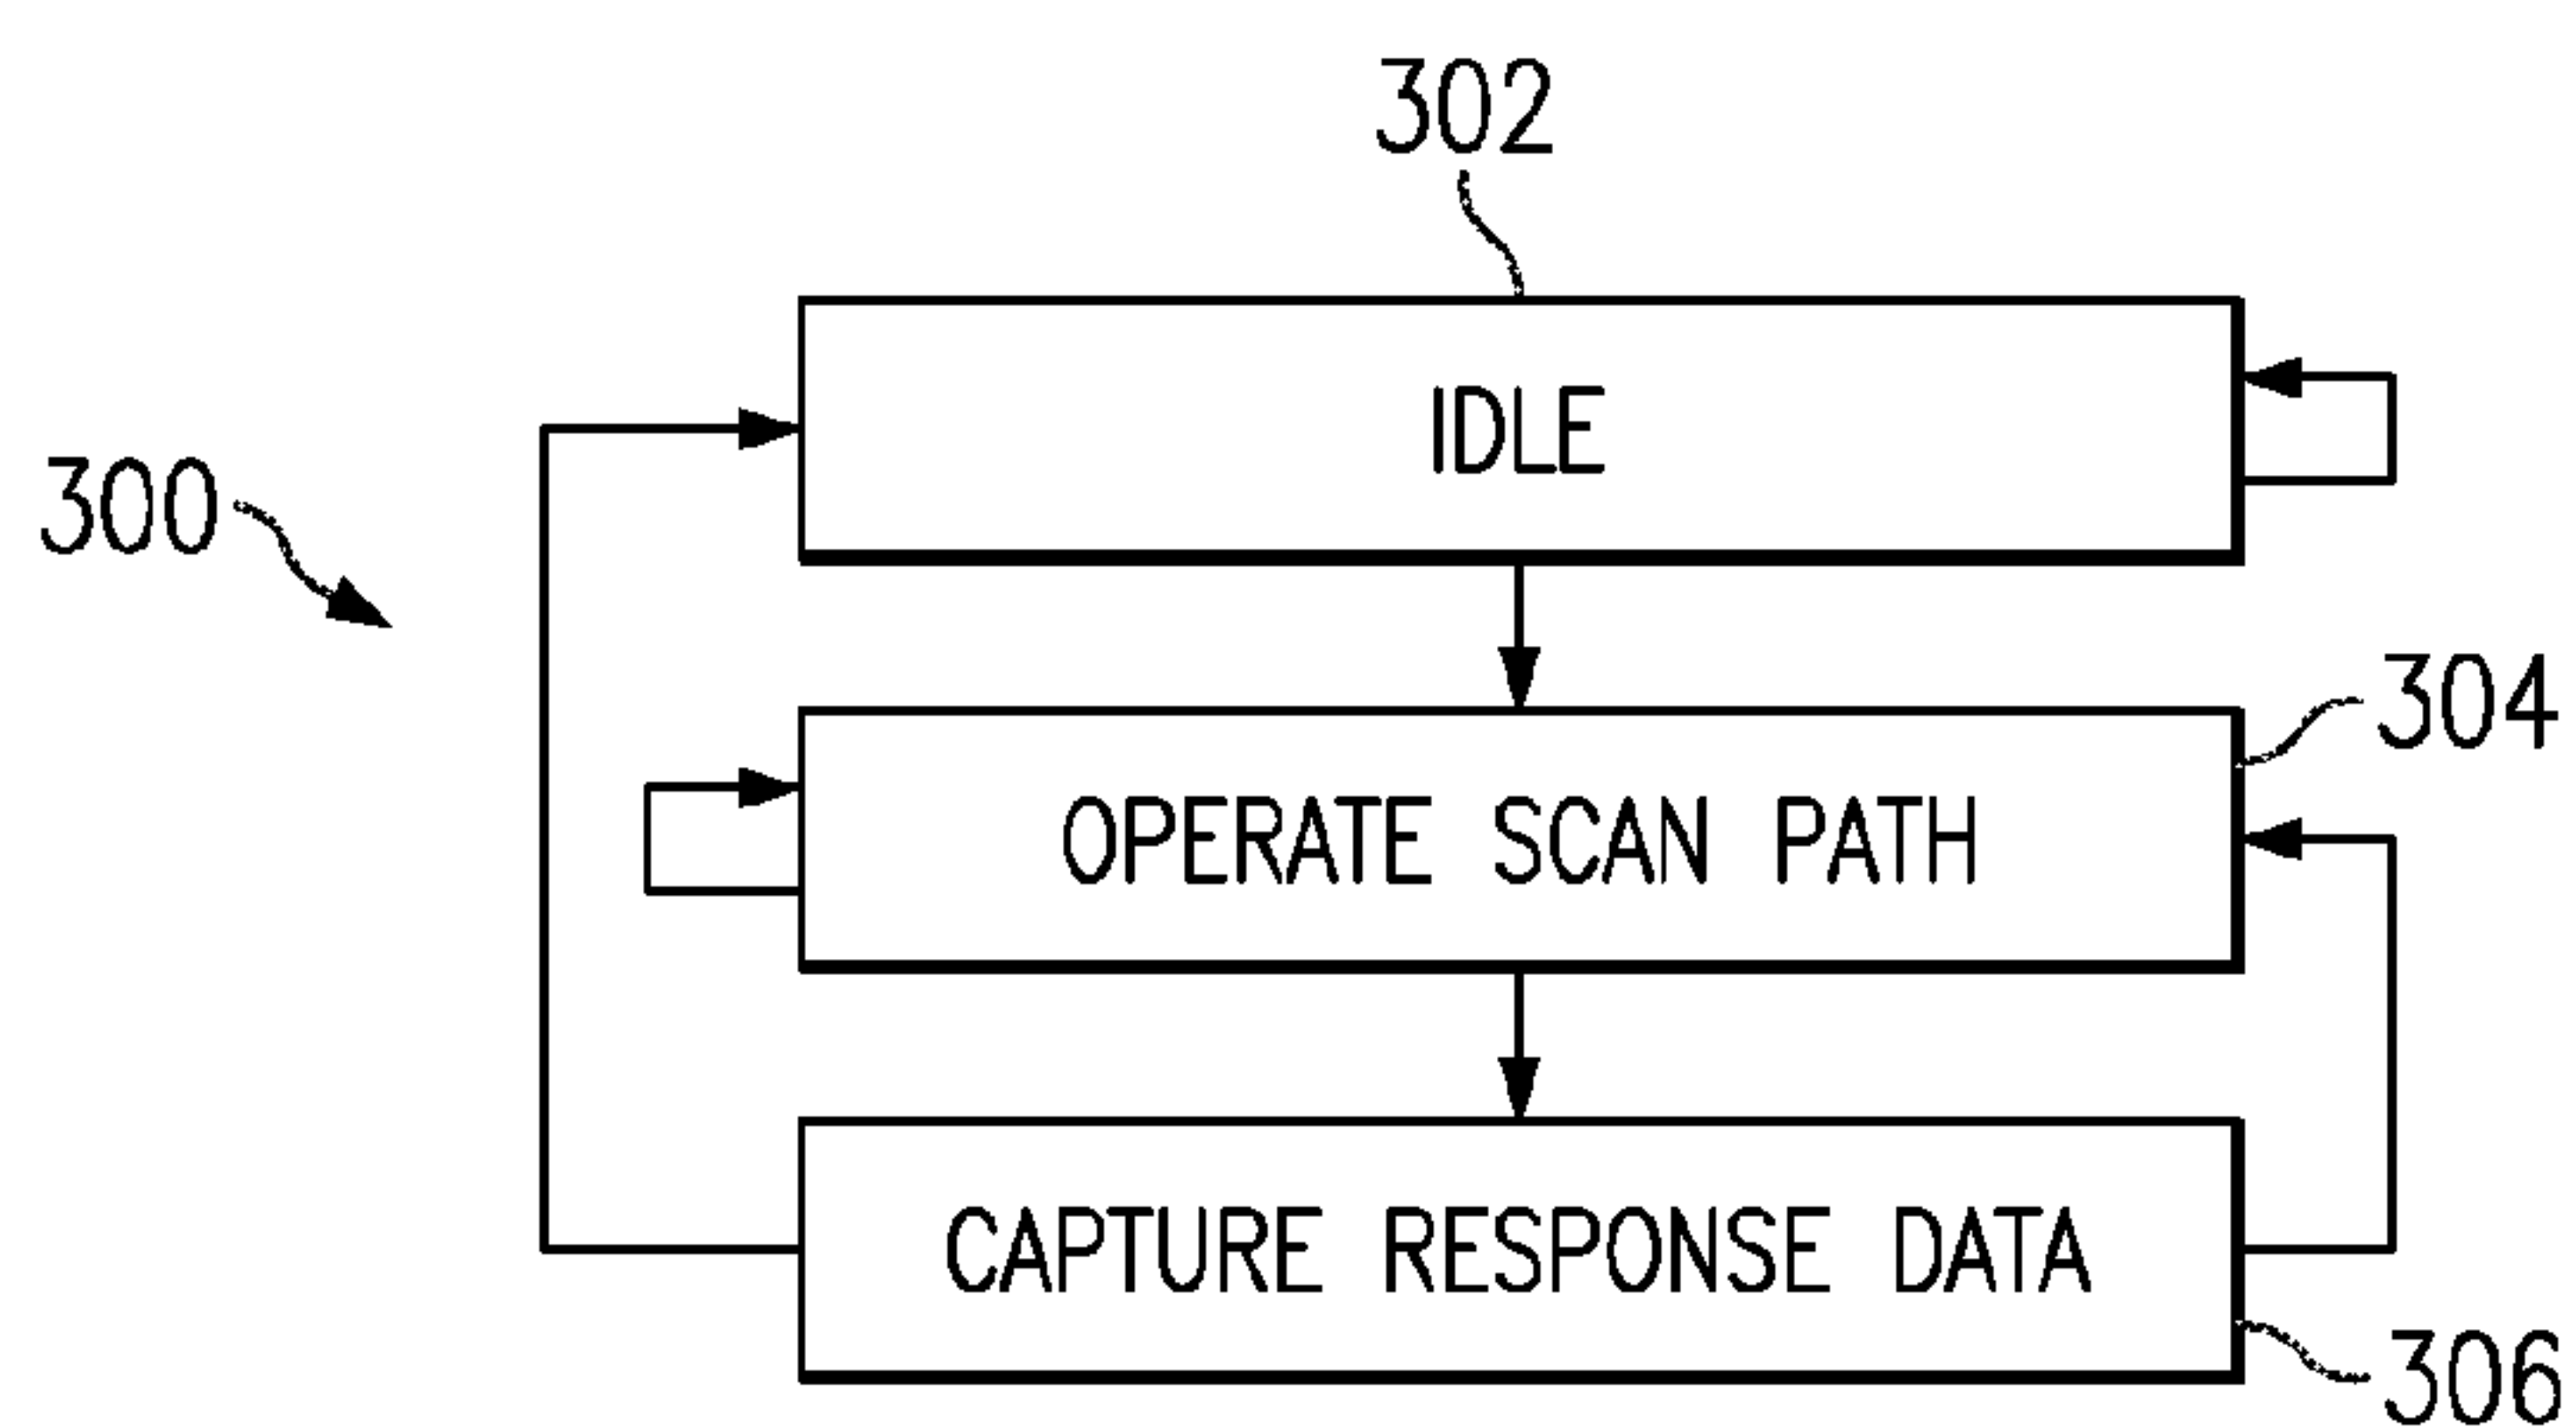 302
IDLE
300
304
OPERATE SCAN PATH
CAPTURE RESPONSE DATA
306